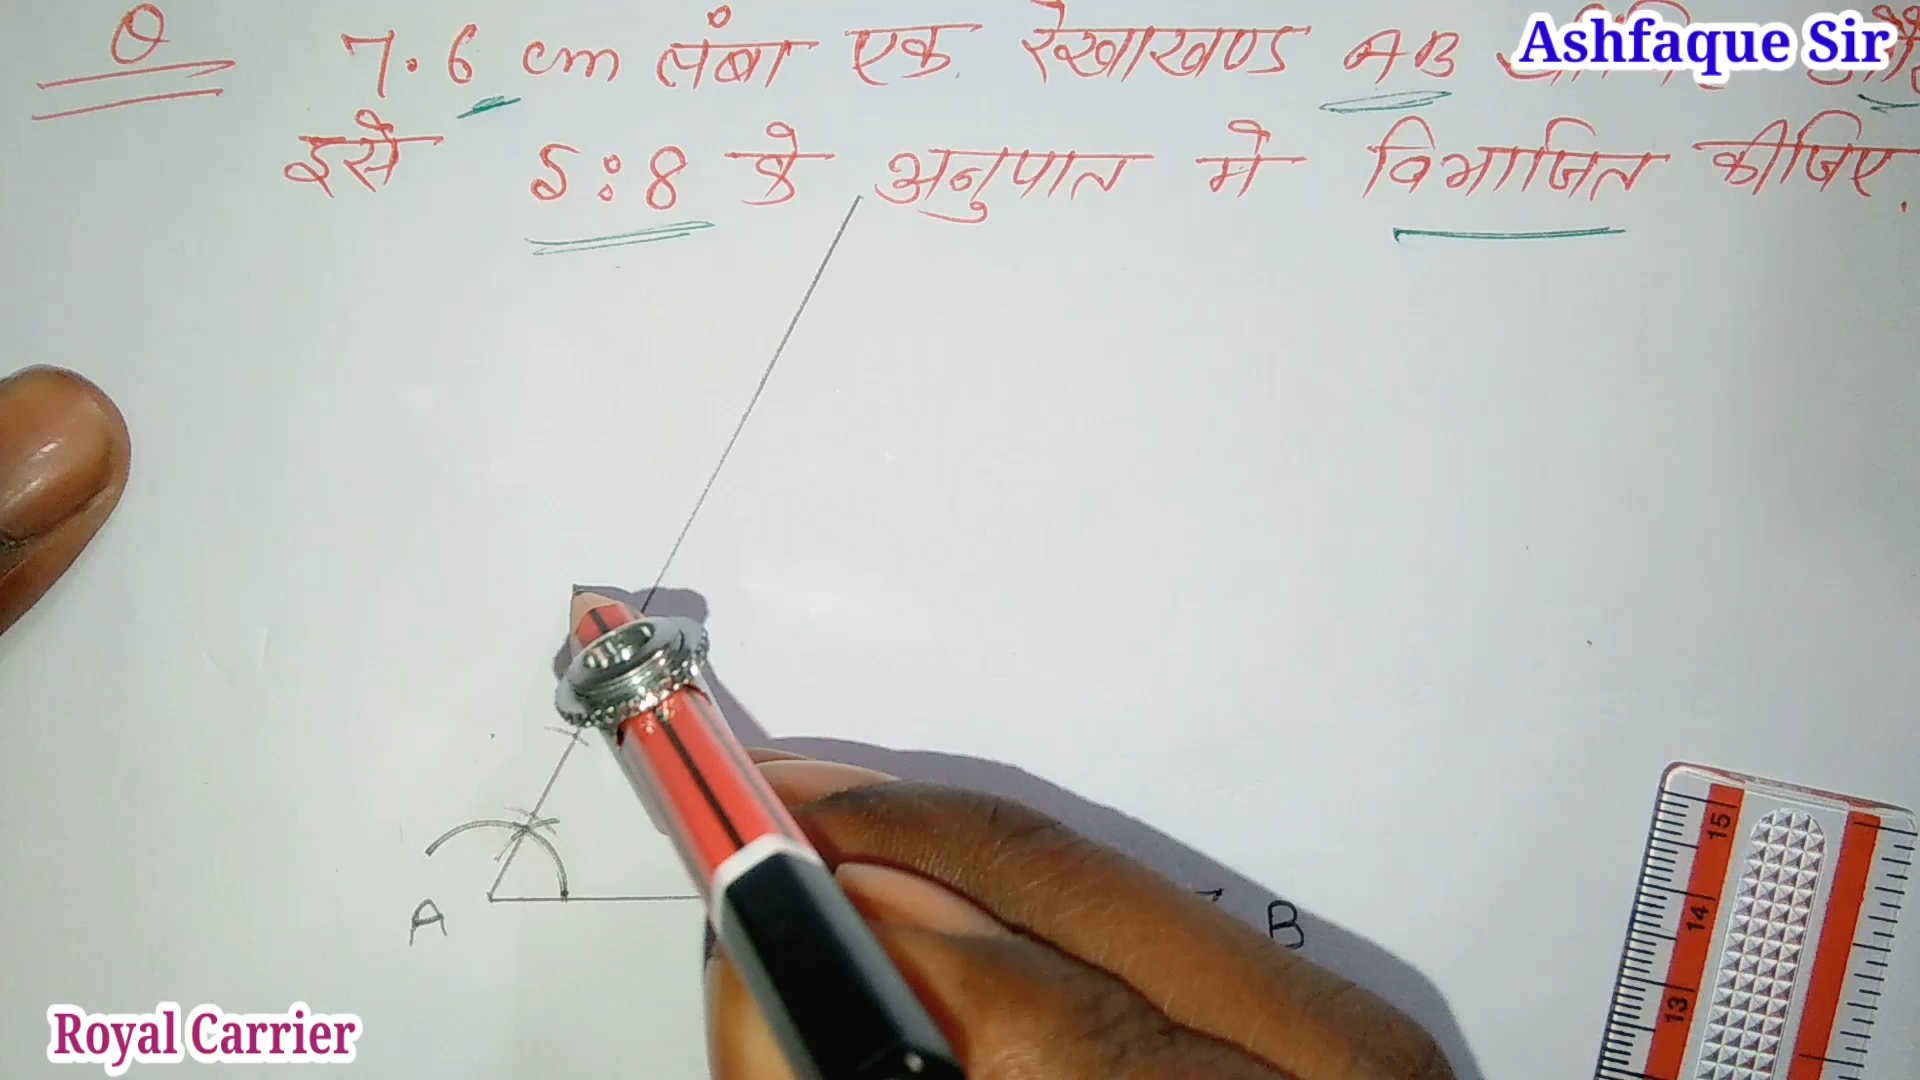 Q 7.6 cm लंबा एक रेखाखण्ड AB
Ashfaque Sir
इसे 5:8 के अनुपात मे विभाजित कीजिए.
A B
15
14
13
Royal Carrier